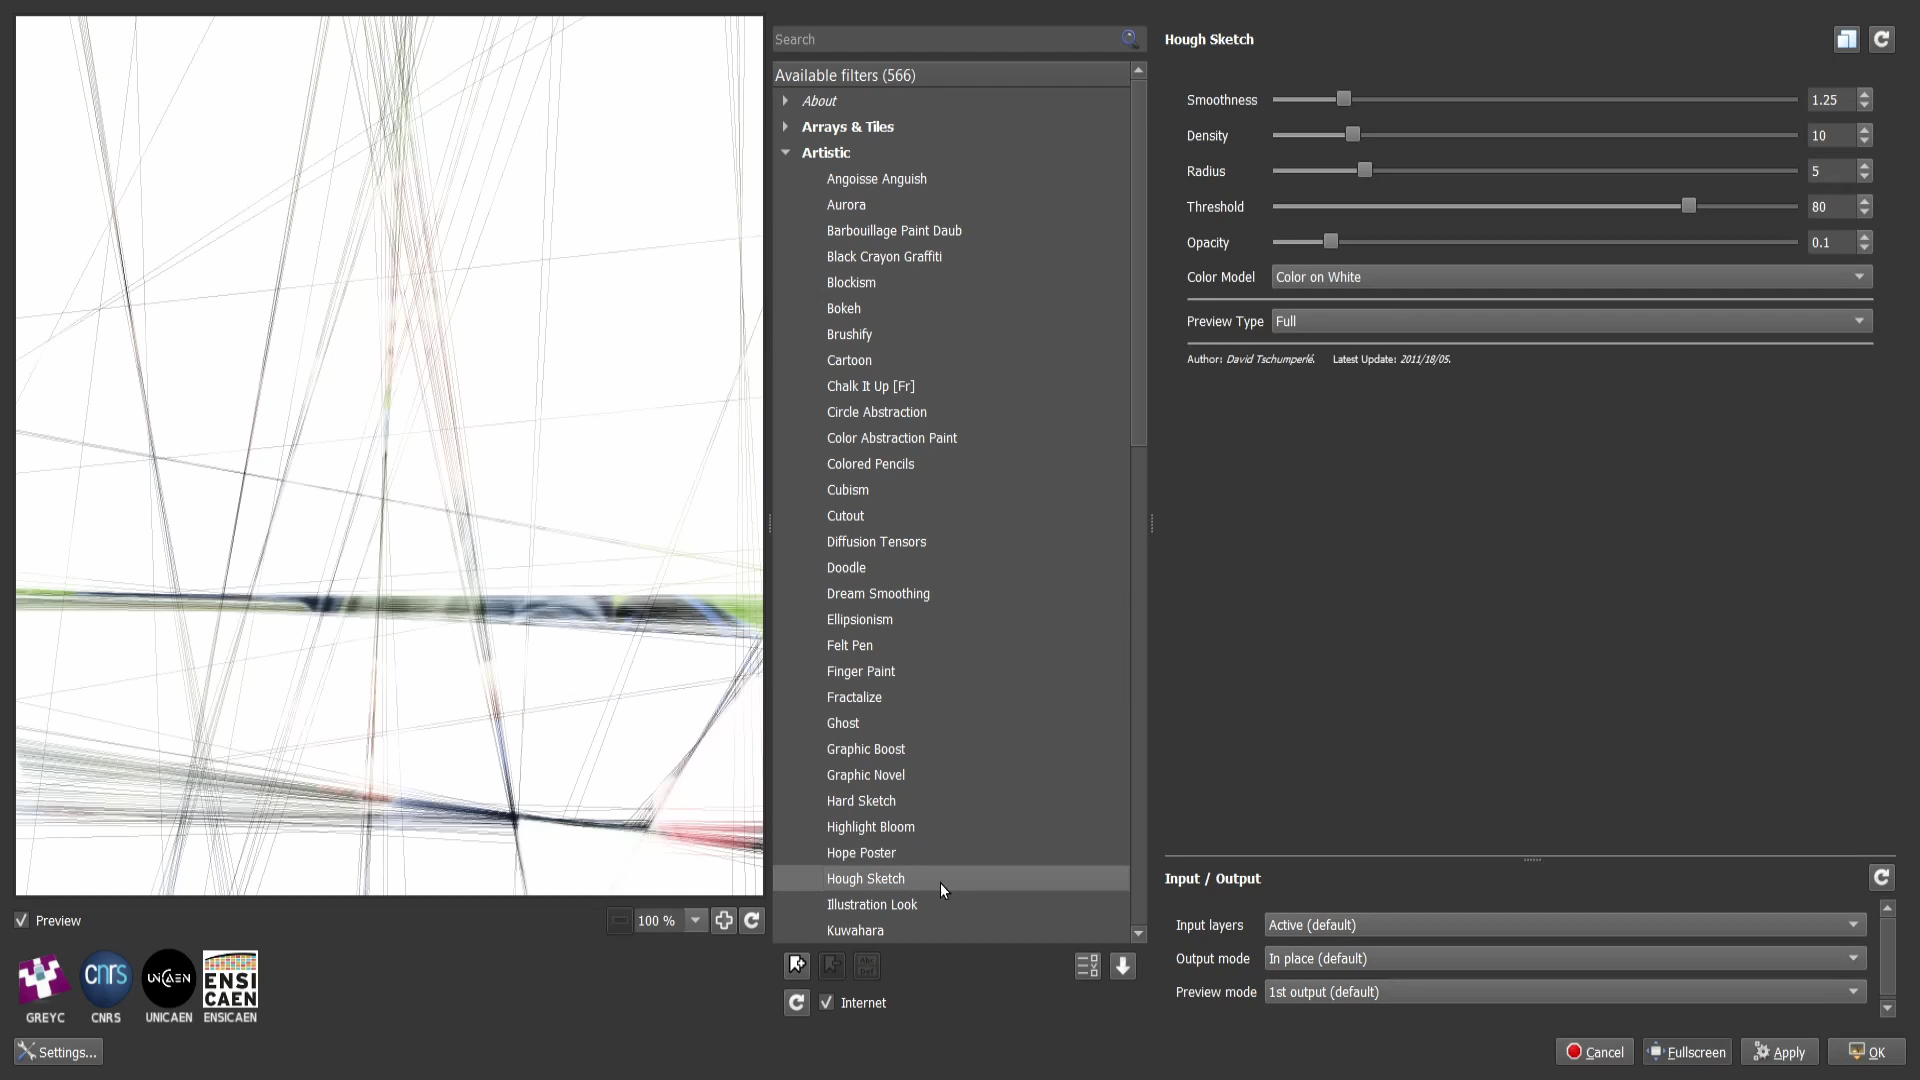 Search
Available filters (566)
About
Arrays & Tiles
Artistic
Angoisse Anguish
Aurora
Barbouillage Paint Daub
Black Crayon Graffiti
Blockism
Bokeh
Brushify
Cartoon
Chalk It Up [Fr]
Circle Abstraction
Color Abstraction Paint
Colored Pencils
Cubism
Cutout
Diffusion Tensors
Doodle
Dream Smoothing
Ellipsionism
Felt Pen
Finger Paint
Fractalize
Ghost
Graphic Boost
Graphic Novel
Hard Sketch
Highlight Bloom
Hope Poster
Hough Sketch
Illustration Look
Kuwahara
Abc
Def
Internet
Hough Sketch
Smoothness 1.25
Density 10
Radius 5
Threshold 80
Opacity 0.1
Color Model Color on White
Preview Type Full
Author: David Tschumperlé. Latest Update: 2011/18/05.
Input / Output
Input layers Active (default)
Output mode In place (default)
Preview mode 1st output (default)
Preview
100 %
cnrs
UNICAEN
ENSI
CAEN
GREYC CNRS UNICAEN ENSICAEN
Settings...
Cancel Fullscreen Apply OK